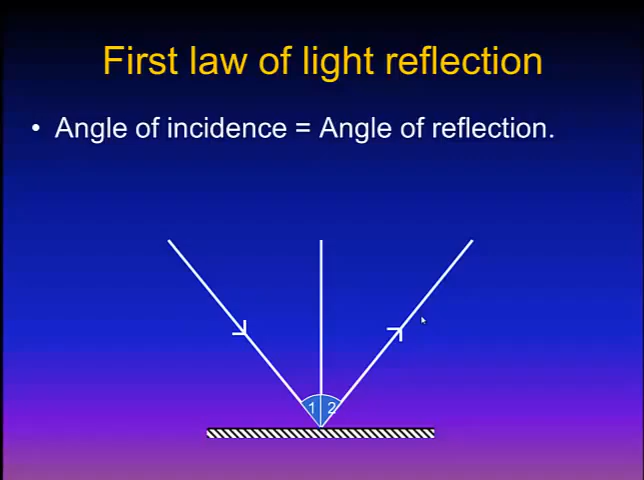 First law of light reflection
• Angle of incidence = Angle of reflection.
1 2